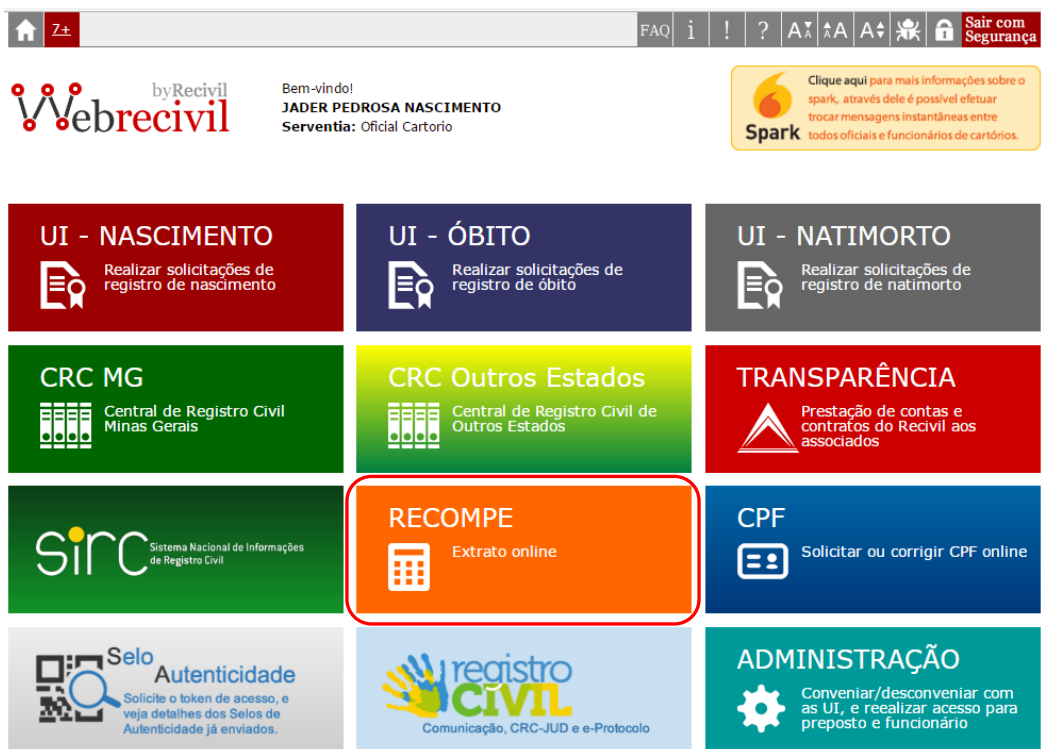 Z+
FAQ i ! ?
Sair com
Segurança
Webrecivil
byRecivil
Bem-vindo!
JADER PEDROSA NASCIMENTO
Serventia: Oficial Cartorio
Spark
Clique aqui para mais informações sobre o
spark, através dele é possível efetuar
trocar mensagens instantâneas entre
todos oficiais e funcionários de cartórios.
UI - NASCIMENTO
Realizar solicitações de
registro de nascimento
UI - ÓBITO
Realizar solicitações de
registro de óbito
UI - NATIMORTO
Realizar solicitações de
registro de natimorto
CRC MG
Central de Registro Civil
Minas Gerais
CRC Outros Estados
Central de Registro Civil de
Outros Estados
TRANSPARÊNCIA
Prestação de contas e
contratos do Recivil aos
associados
sirc
Sistema Nacional de Informações
de Registro Civil
RECOMPE
Extrato online
CPF
Solicitar ou corrigir CPF online
Selo
Autenticidade
Solicite o token de acesso, e
veja detalhes dos Selos de
Autenticidade já enviados.
registro
CIVIL
Comunicação, CRC-JUD e e-Protocolo
ADMINISTRAÇÃO
Conveniar/desconveniar com
as UI, e reealizar acesso para
preposto e funcionário